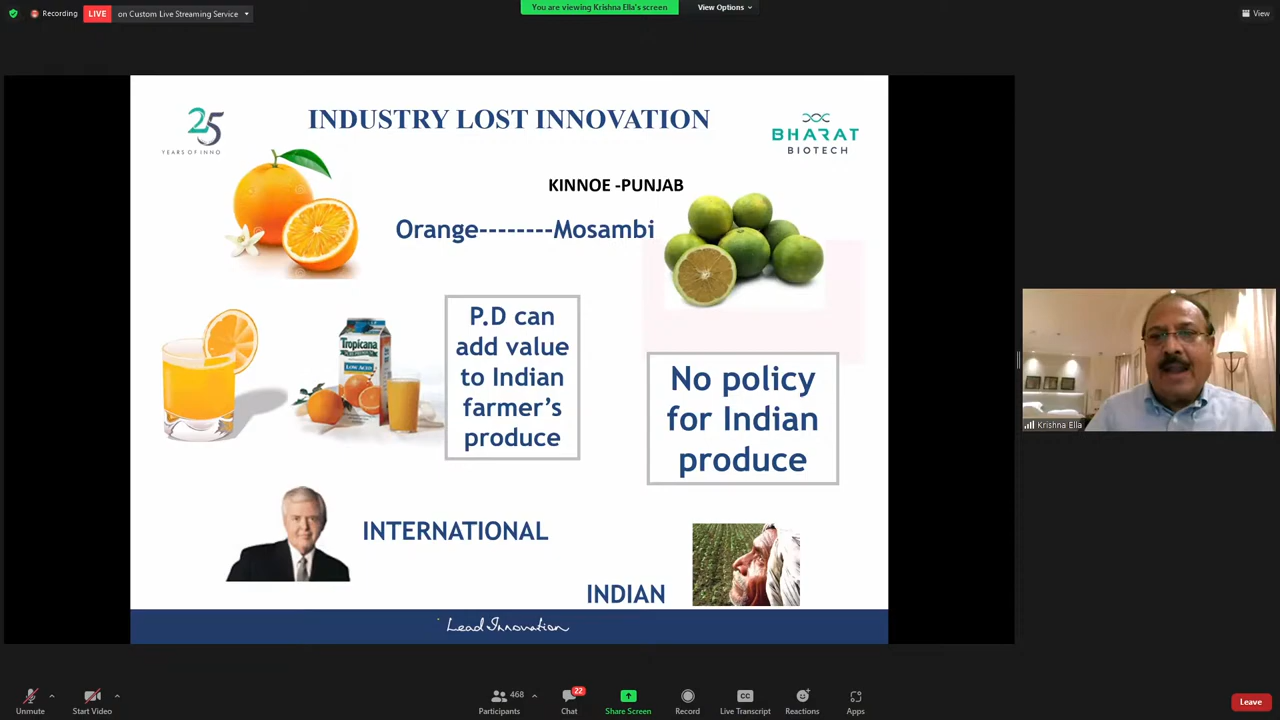 Recording
LIVE
on Custom Live Streaming Service
You are viewing Krishna Ella's screen
View Options
View
25
YEARS OF INNO
INDUSTRY LOST INNOVATION
BHARAT
BIOTECH
KINNOE -PUNJAB
Orange--------Mosambi
Tropicana
LOW ACID
P.D can
add value
to Indian
farmer's
produce
No policy
for Indian
produce
INTERNATIONAL
INDIAN
Lead Innovation
Krishna Ella
Unmute
Start Video
468
Participants
22
Chat
Share Screen
Record
CC
Live Transcript
Reactions
Apps
Leave